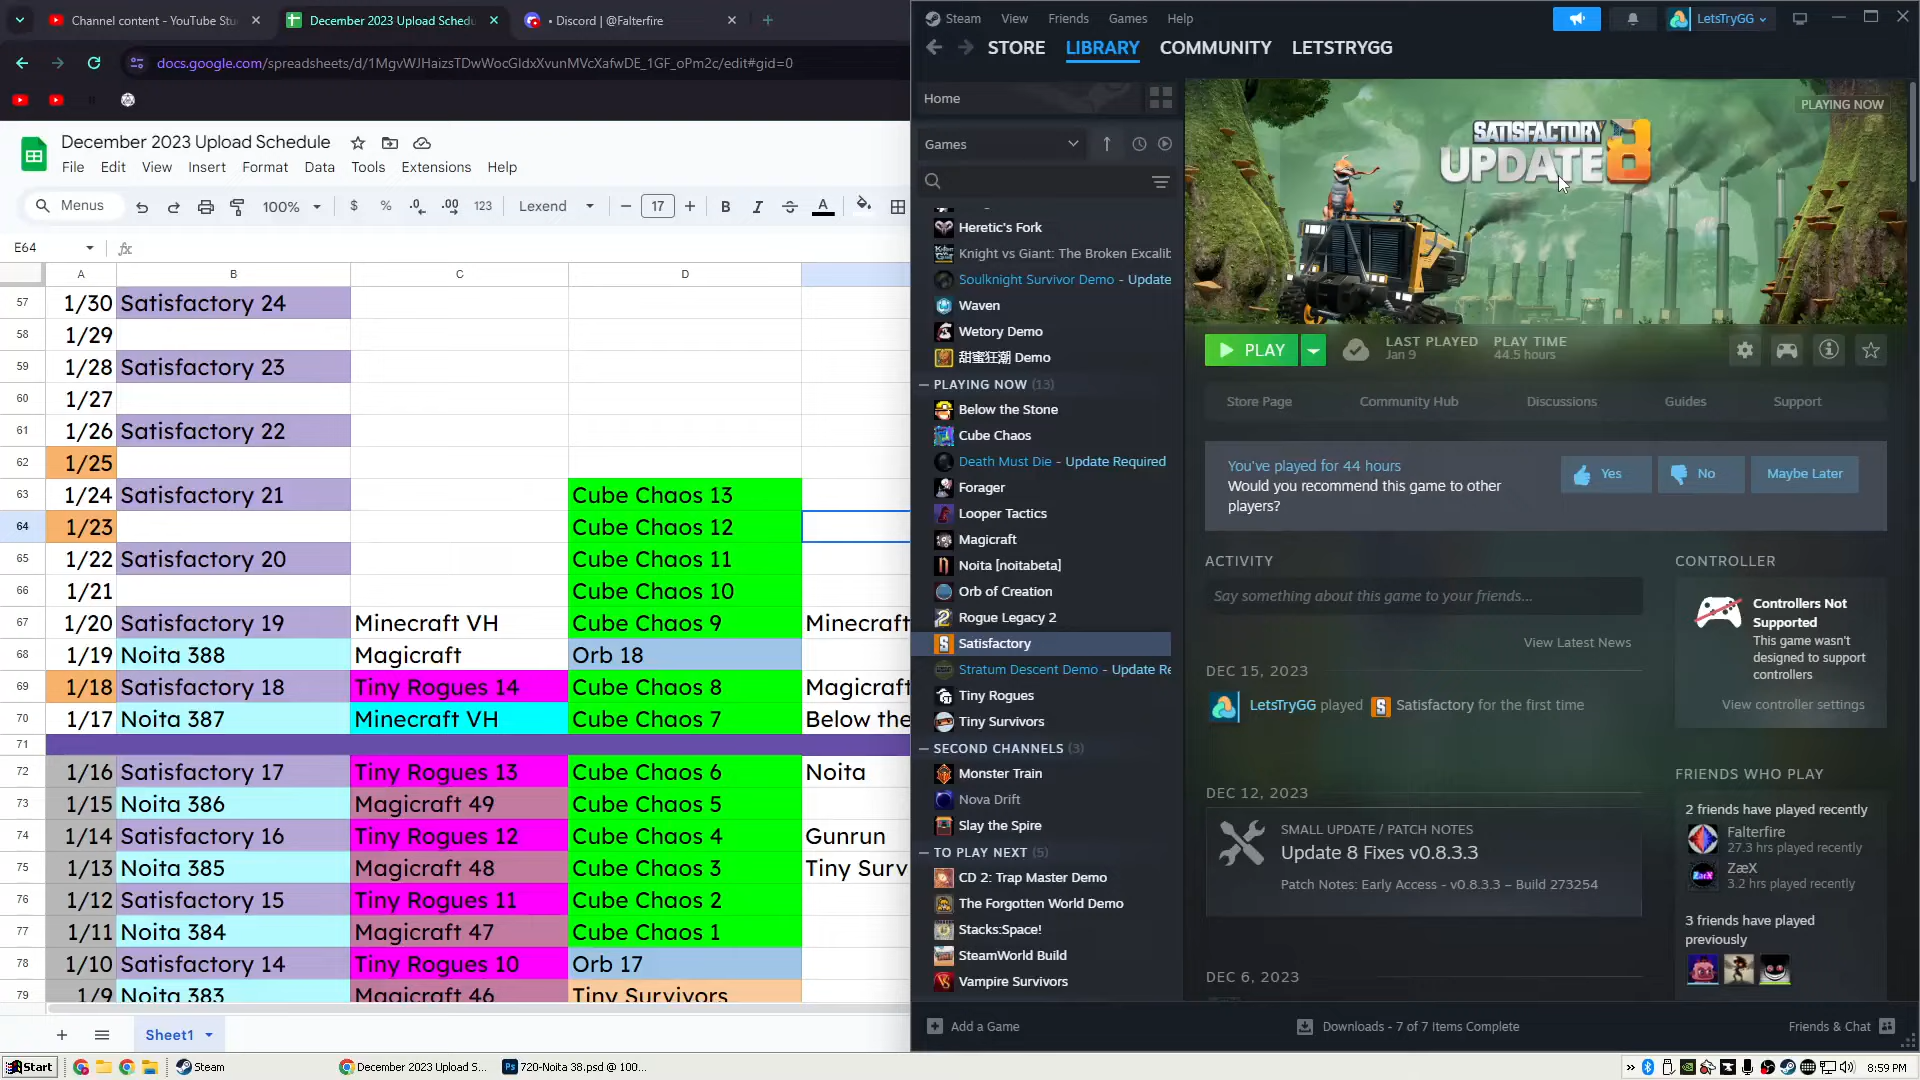 Channel content - YouTube Stu
December 2023 Upload Schedu
• Discord | @Falterfire
docs.google.com/spreadsheets/d/1MgvWJHaizsTDwWocGldxXvunMVcXafwDE_1GF_oPm2c/edit#gid=0
December 2023 Upload Schedule
File Edit View Insert Format Data Tools Extensions Help
Menus 100% $ % .0 .00 123 Lexend 17 B I A
E64
A B C D
57 1/30 Satisfactory 24
58 1/29
59 1/28 Satisfactory 23
60 1/27
61 1/26 Satisfactory 22
62 1/25
63 1/24 Satisfactory 21 Cube Chaos 13
64 1/23 Cube Chaos 12
65 1/22 Satisfactory 20 Cube Chaos 11
66 1/21 Cube Chaos 10
67 1/20 Satisfactory 19 Minecraft VH Cube Chaos 9 Minecraft
68 1/19 Noita 388 Magicraft Orb 18
69 1/18 Satisfactory 18 Tiny Rogues 14 Cube Chaos 8 Magicraft
70 1/17 Noita 387 Minecraft VH Cube Chaos 7 Below the
71
72 1/16 Satisfactory 17 Tiny Rogues 13 Cube Chaos 6 Noita
73 1/15 Noita 386 Magicraft 49 Cube Chaos 5
74 1/14 Satisfactory 16 Tiny Rogues 12 Cube Chaos 4 Gunrun
75 1/13 Noita 385 Magicraft 48 Cube Chaos 3 Tiny Surv
76 1/12 Satisfactory 15 Tiny Rogues 11 Cube Chaos 2
77 1/11 Noita 384 Magicraft 47 Cube Chaos 1
78 1/10 Satisfactory 14 Tiny Rogues 10 Orb 17
79 1/9 Noita 383 Magicraft 46 Tiny Survivors
Sheet1
Steam View Friends Games Help
LetsTryGG
STORE LIBRARY COMMUNITY LETSTRYGG
Home
Games
Heretic's Fork
Knight vs Giant: The Broken Excalib
Soulknight Survivor Demo - Update
Waven
Wetory Demo
甜蜜狂潮 Demo
PLAYING NOW (13)
Below the Stone
Cube Chaos
Death Must Die - Update Required
Forager
Looper Tactics
Magicraft
Noita [noitabeta]
Orb of Creation
Rogue Legacy 2
Satisfactory
Stratum Descent Demo - Update Re
Tiny Rogues
Tiny Survivors
SECOND CHANNELS (3)
Monster Train
Nova Drift
Slay the Spire
TO PLAY NEXT (5)
CD 2: Trap Master Demo
The Forgotten World Demo
Stacks:Space!
SteamWorld Build
Vampire Survivors
Add a Game
PLAYING NOW
SATISFACTORY
UPDATE 8
PLAY
LAST PLAYED
Jan 9
PLAY TIME
44.5 hours
Store Page Community Hub Discussions Guides Support
You've played for 44 hours
Would you recommend this game to other
players?
Yes No Maybe Later
ACTIVITY
Say something about this game to your friends...
View Latest News
DEC 15, 2023
LetsTryGG played Satisfactory for the first time
DEC 12, 2023
SMALL UPDATE / PATCH NOTES
Update 8 Fixes v0.8.3.3
Patch Notes: Early Access - v0.8.3.3 – Build 273254
DEC 6, 2023
CONTROLLER
Controllers Not
Supported
This game wasn't
designed to support
controllers
View controller settings
FRIENDS WHO PLAY
2 friends have played recently
Falterfire
27.3 hrs played recently
ZæX
3.2 hrs played recently
3 friends have played
previously
Downloads - 7 of 7 Items Complete
Friends & Chat
Start
Steam
December 2023 Upload S...
720-Noita 38.psd @ 100...
8:59 PM